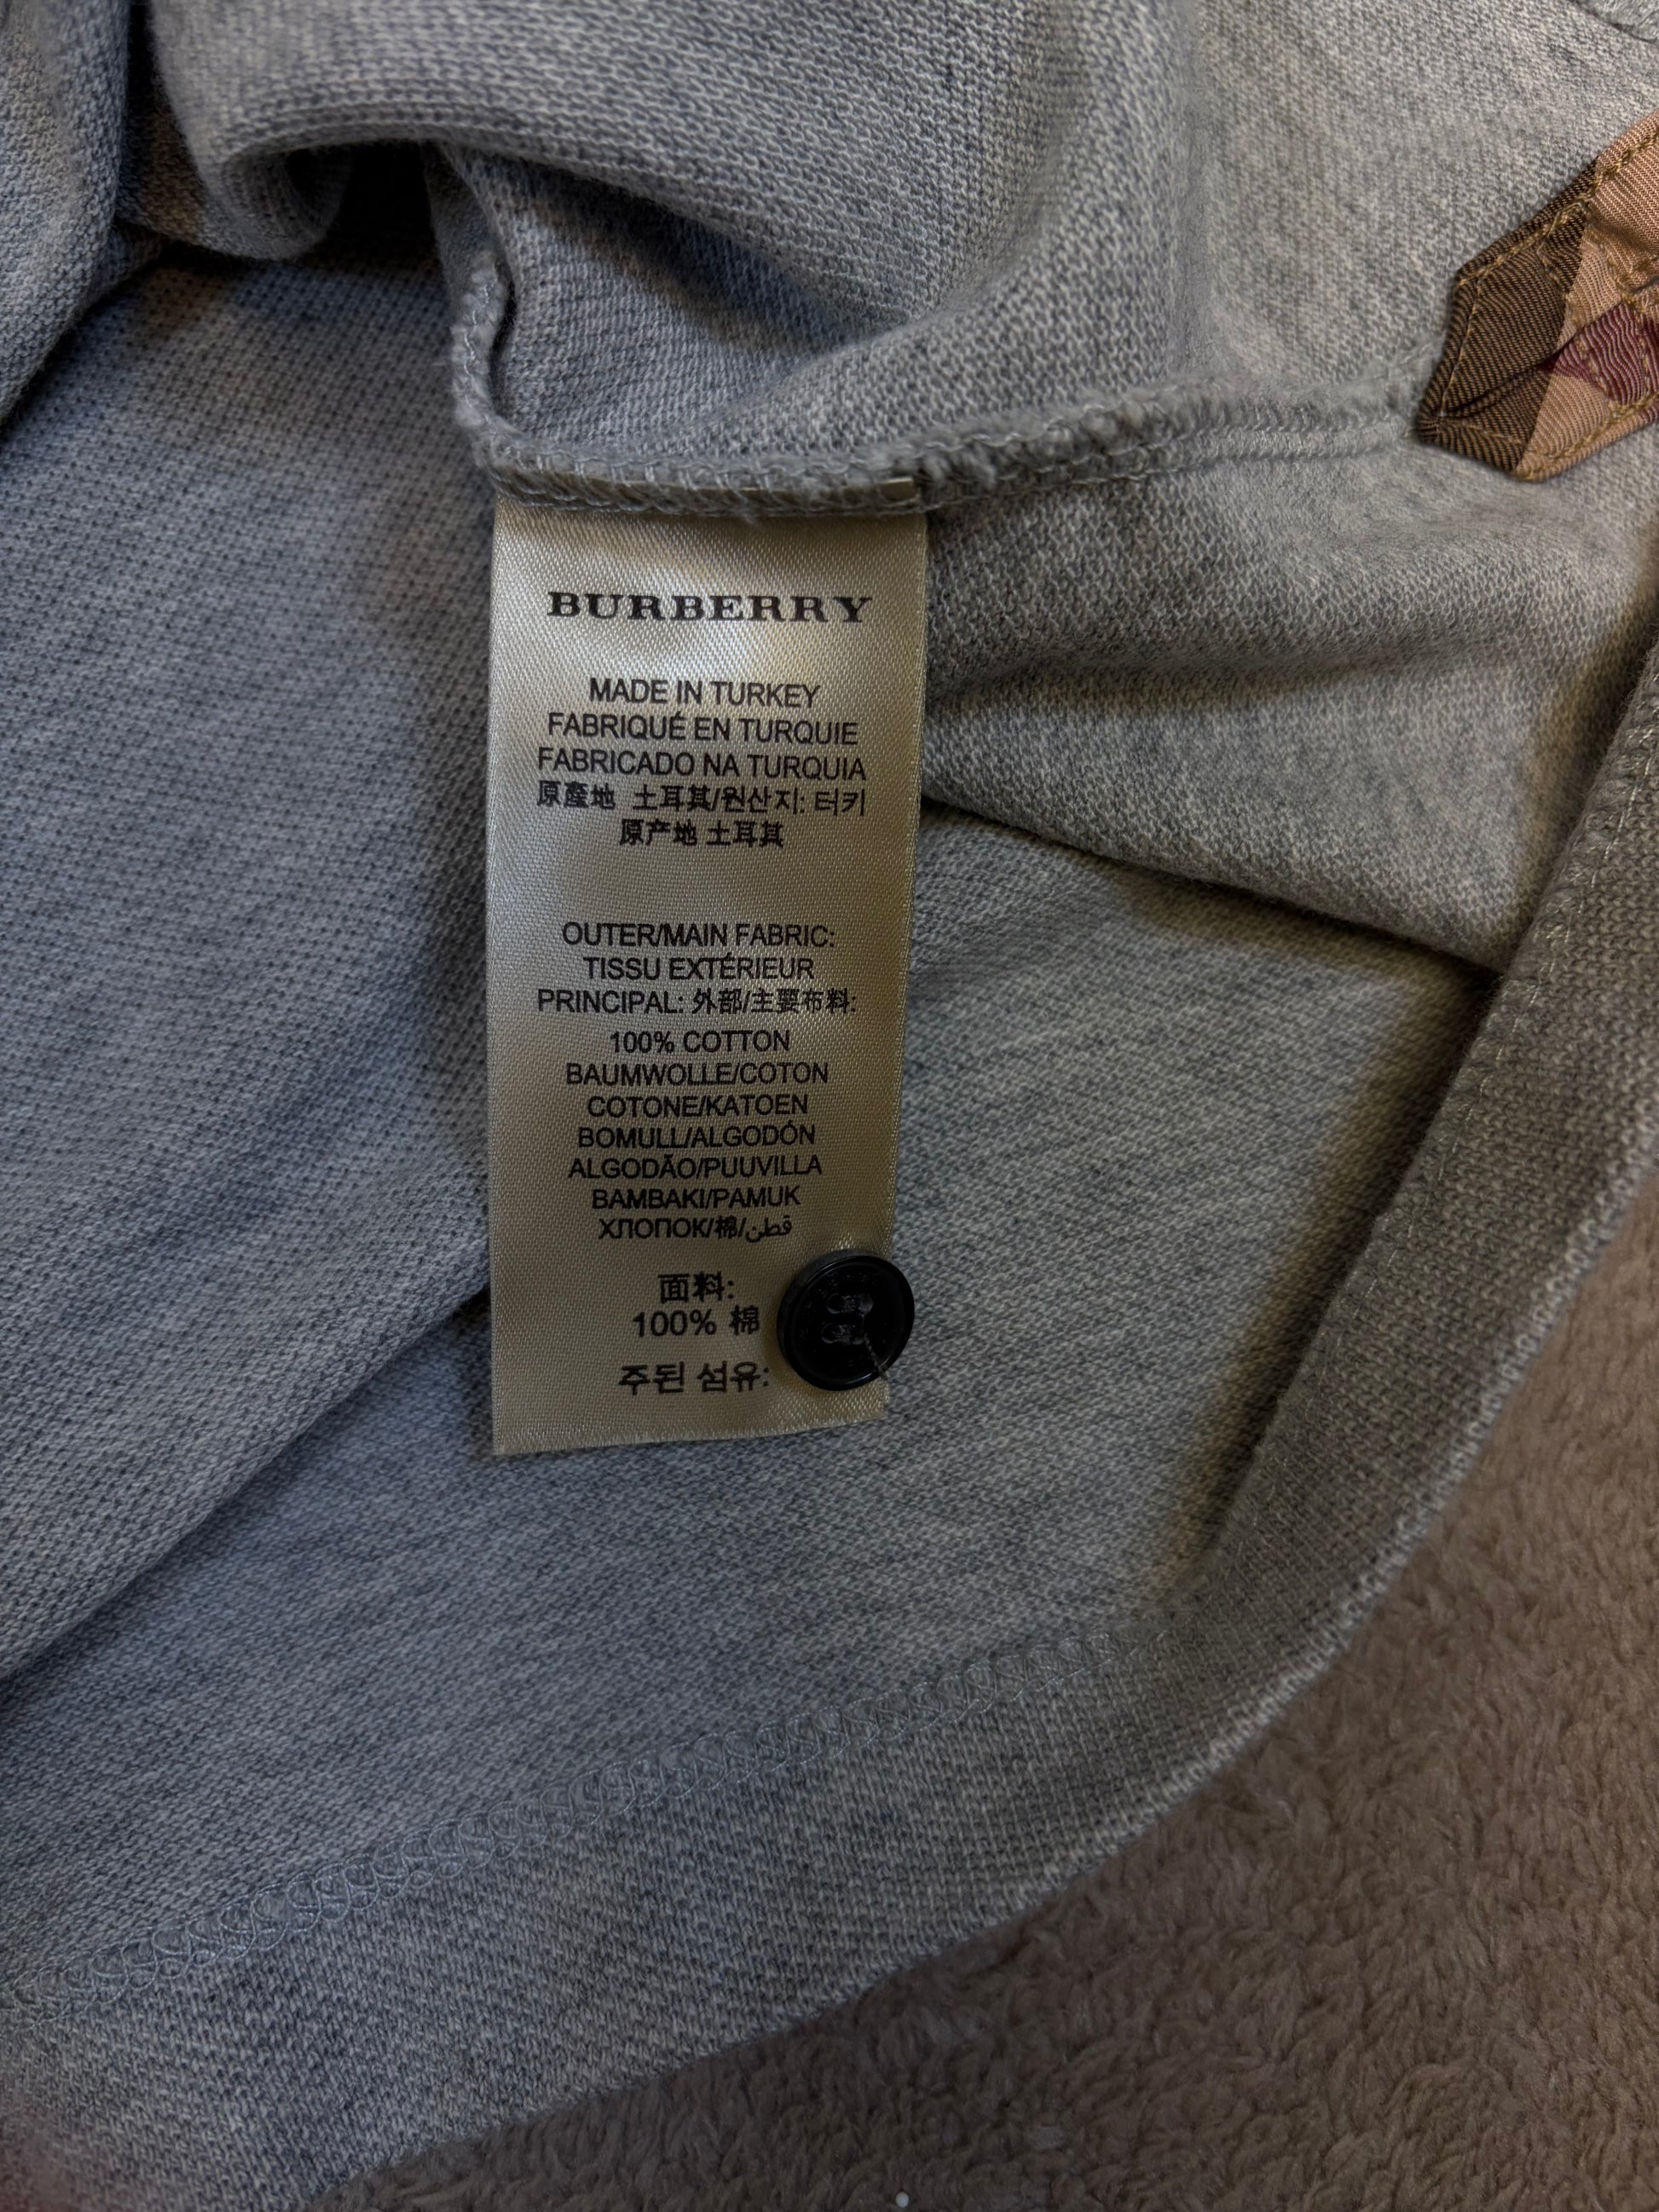 BURBERRY
MADE IN TURKEY
FABRIQUÉ EN TURQUIE
FABRICADO NA TURQUIA
原產地 土耳其/원산지: 터키
原产地 土耳其
OUTER/MAIN FABRIC:
TISSU EXTÉRIEUR
PRINCIPAL: 外部/主要布料:
100% COTTON
BAUMWOLLE/COTON
COTONE/KATOEN
BOMULL/ALGODÓN
ALGODÃO/PUUVILLA
BAMBAKI/PAMUK
ХЛОПОК/棉/قطن
面料:
100% 棉
주된 섬유: